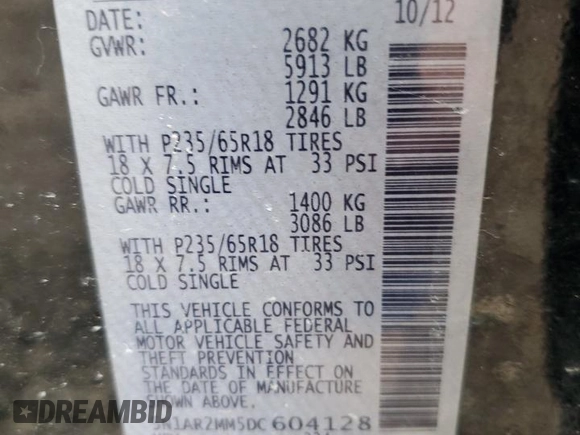 DATE: 10/12
GVWR: 2682 KG
5913 LB
GAWR FR.: 1291 KG
2846 LB
WITH P235/65R18 TIRES
18 X 7.5 RIMS AT 33 PSI
COLD SINGLE
GAWR RR.: 1400 KG
3086 LB
WITH P235/65R18 TIRES
18 X 7.5 RIMS AT 33 PSI
COLD SINGLE
THIS VEHICLE CONFORMS TO
ALL APPLICABLE FEDERAL
MOTOR VEHICLE SAFETY AND
THEFT PREVENTION
STANDARDS IN EFFECT ON
THE DATE OF MANUFACTURE
SHOWN ABOVE.
5N1AR2MM5DC604128
AutoHelperBot.com